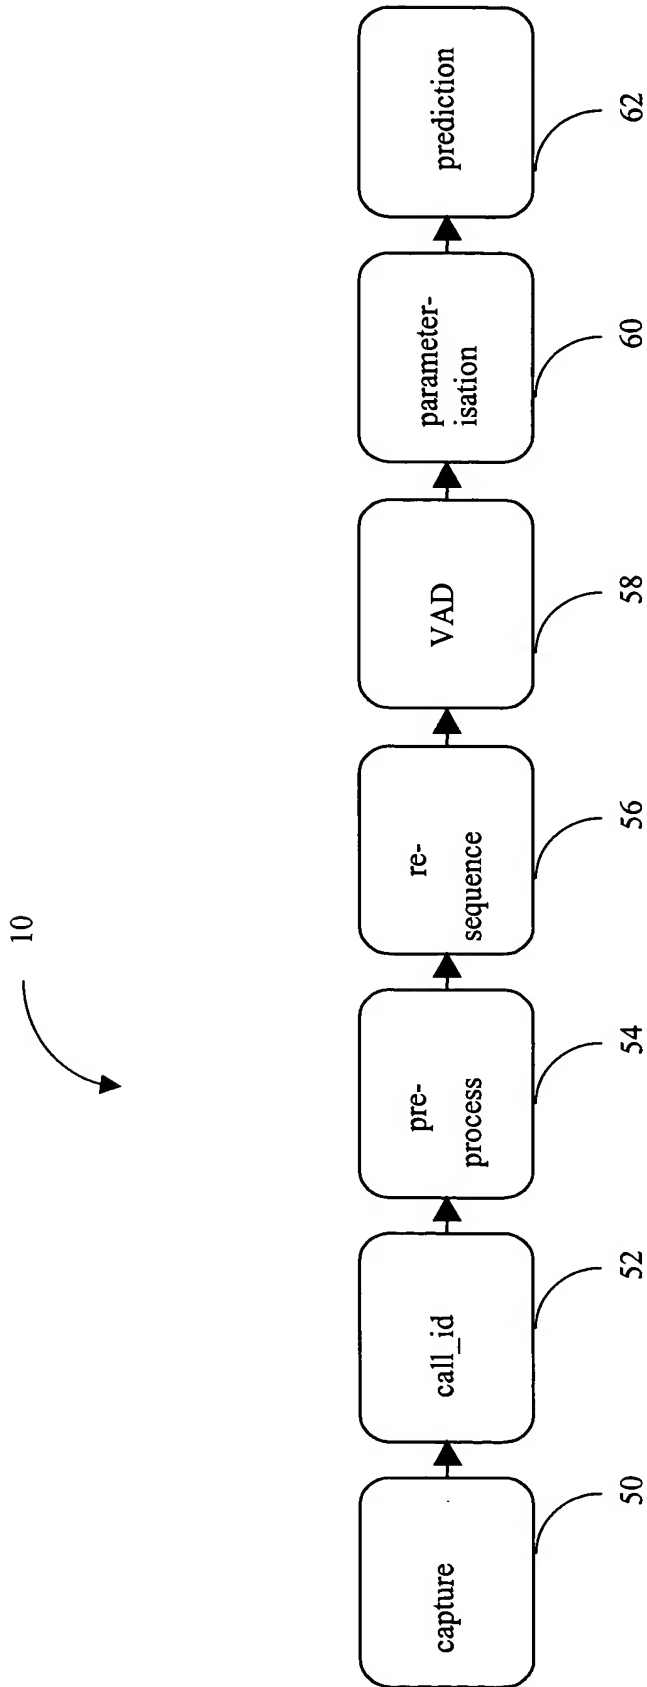 10
capture
call_id
pre-
process
re-
sequence
VAD
parameter-
isation
prediction
50
52
54
56
58
60
62